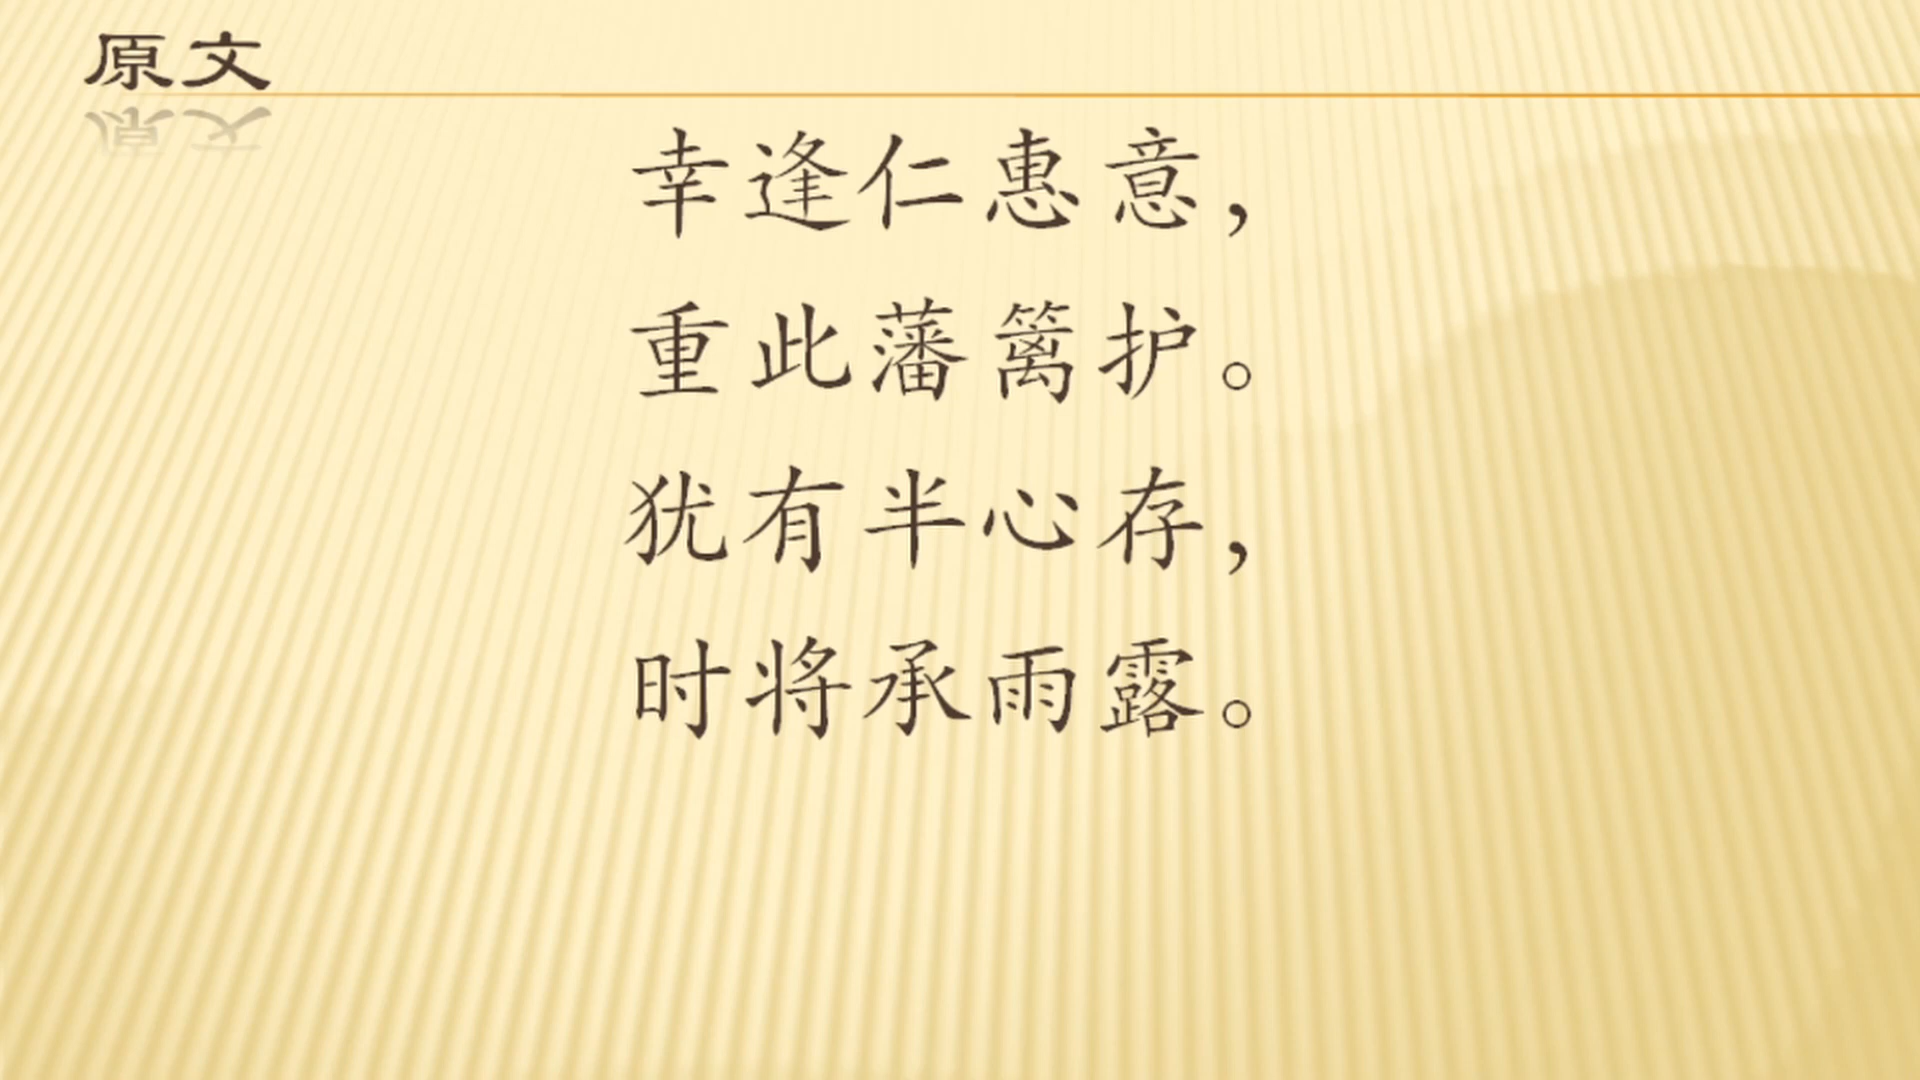 原文
幸逢仁惠意，
重此藩篱护。
犹有半心存，
时将承雨露。